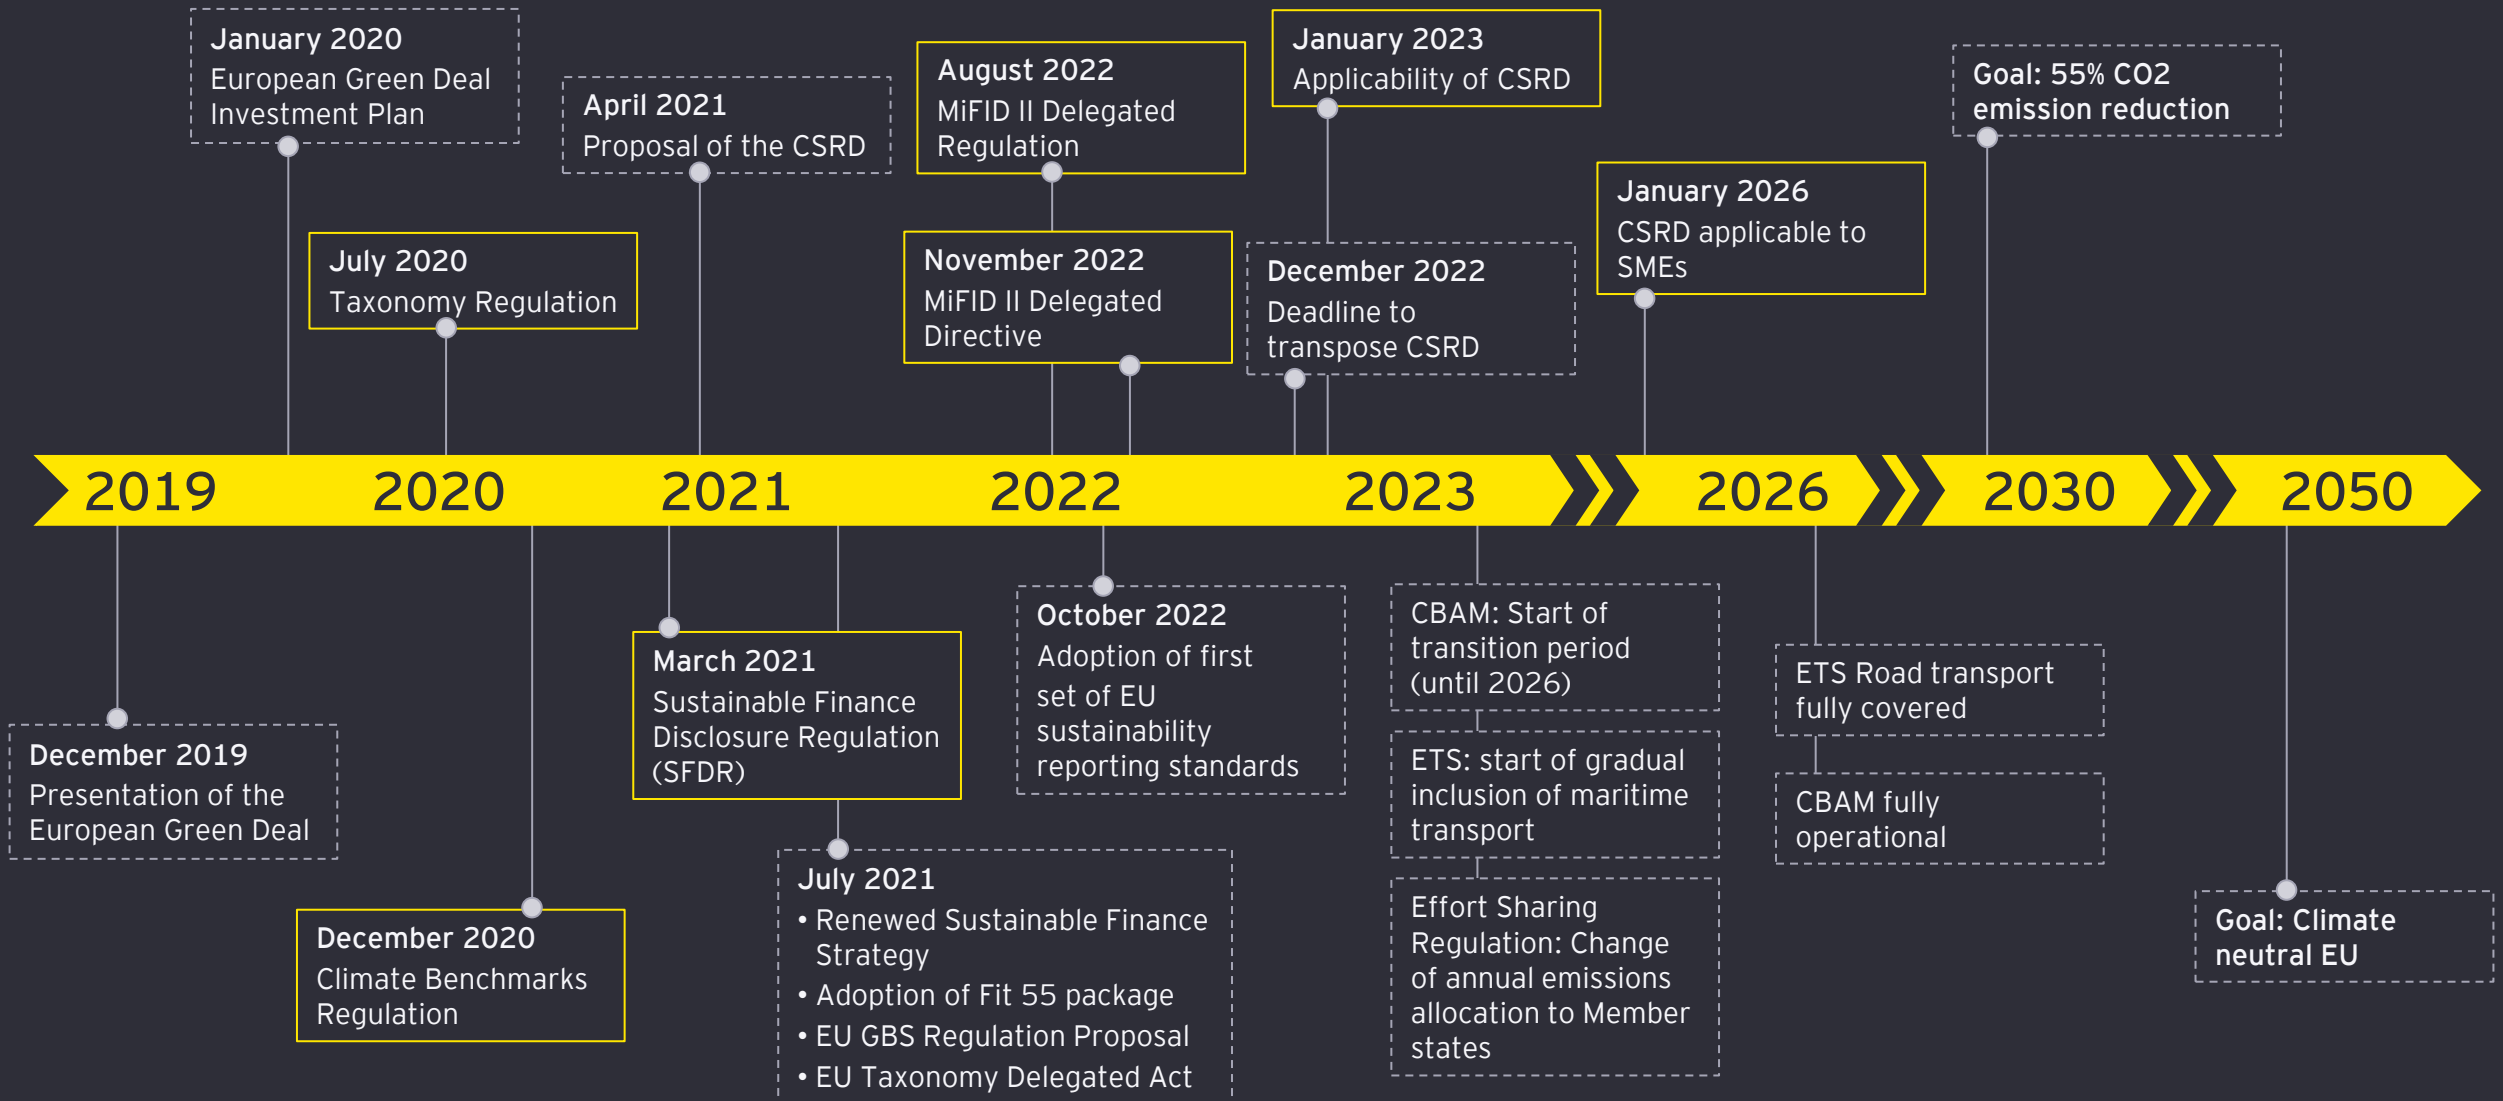 January 2020
European Green Deal
Investment Plan
July 2020
Taxonomy Regulation
April 2021
Proposal of the CSRD
August 2022
MiFID II Delegated
Regulation
November 2022
MiFID II Delegated
Directive
January 2023
Applicability of CSRD
December 2022
Deadline to
transpose CSRD
January 2026
CSRD applicable to
SMEs
Goal: 55% CO2
emission reduction
2019 2020 2021 2022 2023 2026 2030 2050
December 2019
Presentation of the
European Green Deal
December 2020
Climate Benchmarks
Regulation
March 2021
Sustainable Finance
Disclosure Regulation
(SFDR)
July 2021
• Renewed Sustainable Finance
Strategy
• Adoption of Fit 55 package
• EU GBS Regulation Proposal
• EU Taxonomy Delegated Act
October 2022
Adoption of first
set of EU
sustainability
reporting standards
CBAM: Start of
transition period
(until 2026)
ETS: start of gradual
inclusion of maritime
transport
Effort Sharing
Regulation: Change
of annual emissions
allocation to Member
states
ETS Road transport
fully covered
CBAM fully
operational
Goal: Climate
neutral EU